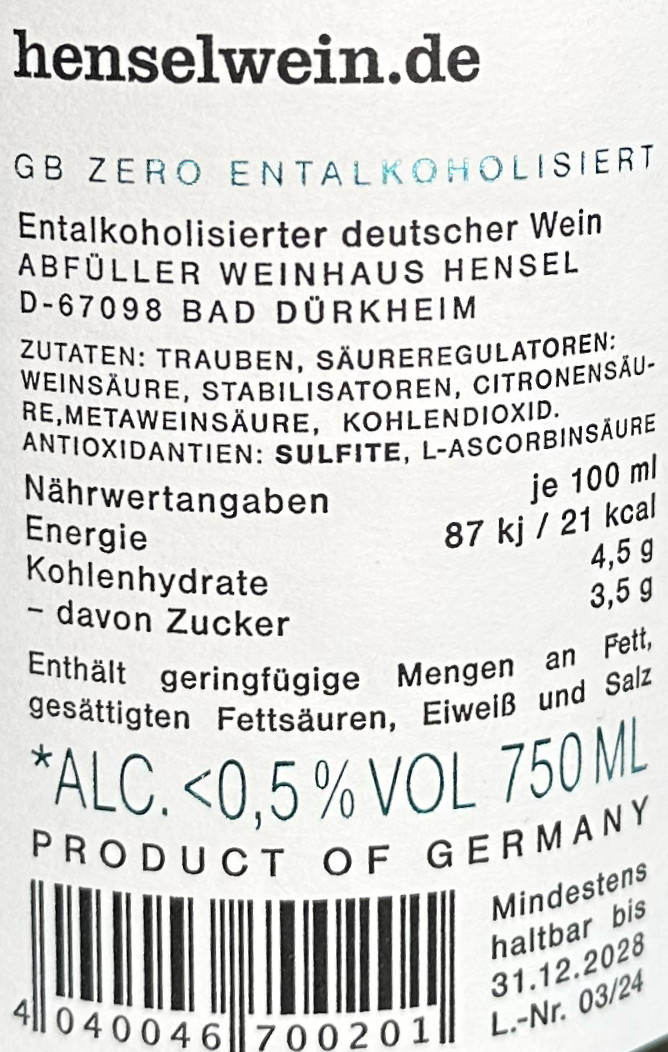 henselwein.de
GB ZERO ENTALKOHOLISIERT
Entalkoholisierter deutscher Wein
ABFÜLLER WEINHAUS HENSEL
D-67098 BAD DÜRKHEIM
ZUTATEN: TRAUBEN, SÄUREREGULATOREN:
WEINSÄURE, STABILISATOREN, CITRONENSÄU-
RE,METAWEINSÄURE, KOHLENDIOXID.
ANTIOXIDANTIEN: SULFITE, L-ASCORBINSÄURE
Nährwertangaben je 100 ml
Energie 87 kj / 21 kcal
Kohlenhydrate 4,5 g
– davon Zucker 3,5 g
Enthält geringfügige Mengen an Fett,
gesättigten Fettsäuren, Eiweiß und Salz
*ALC. <0,5 % VOL 750 ML
PRODUCT OF GERMANY
Mindestens
haltbar bis
31.12.2028
L.-Nr. 03/24
4 040046 700201